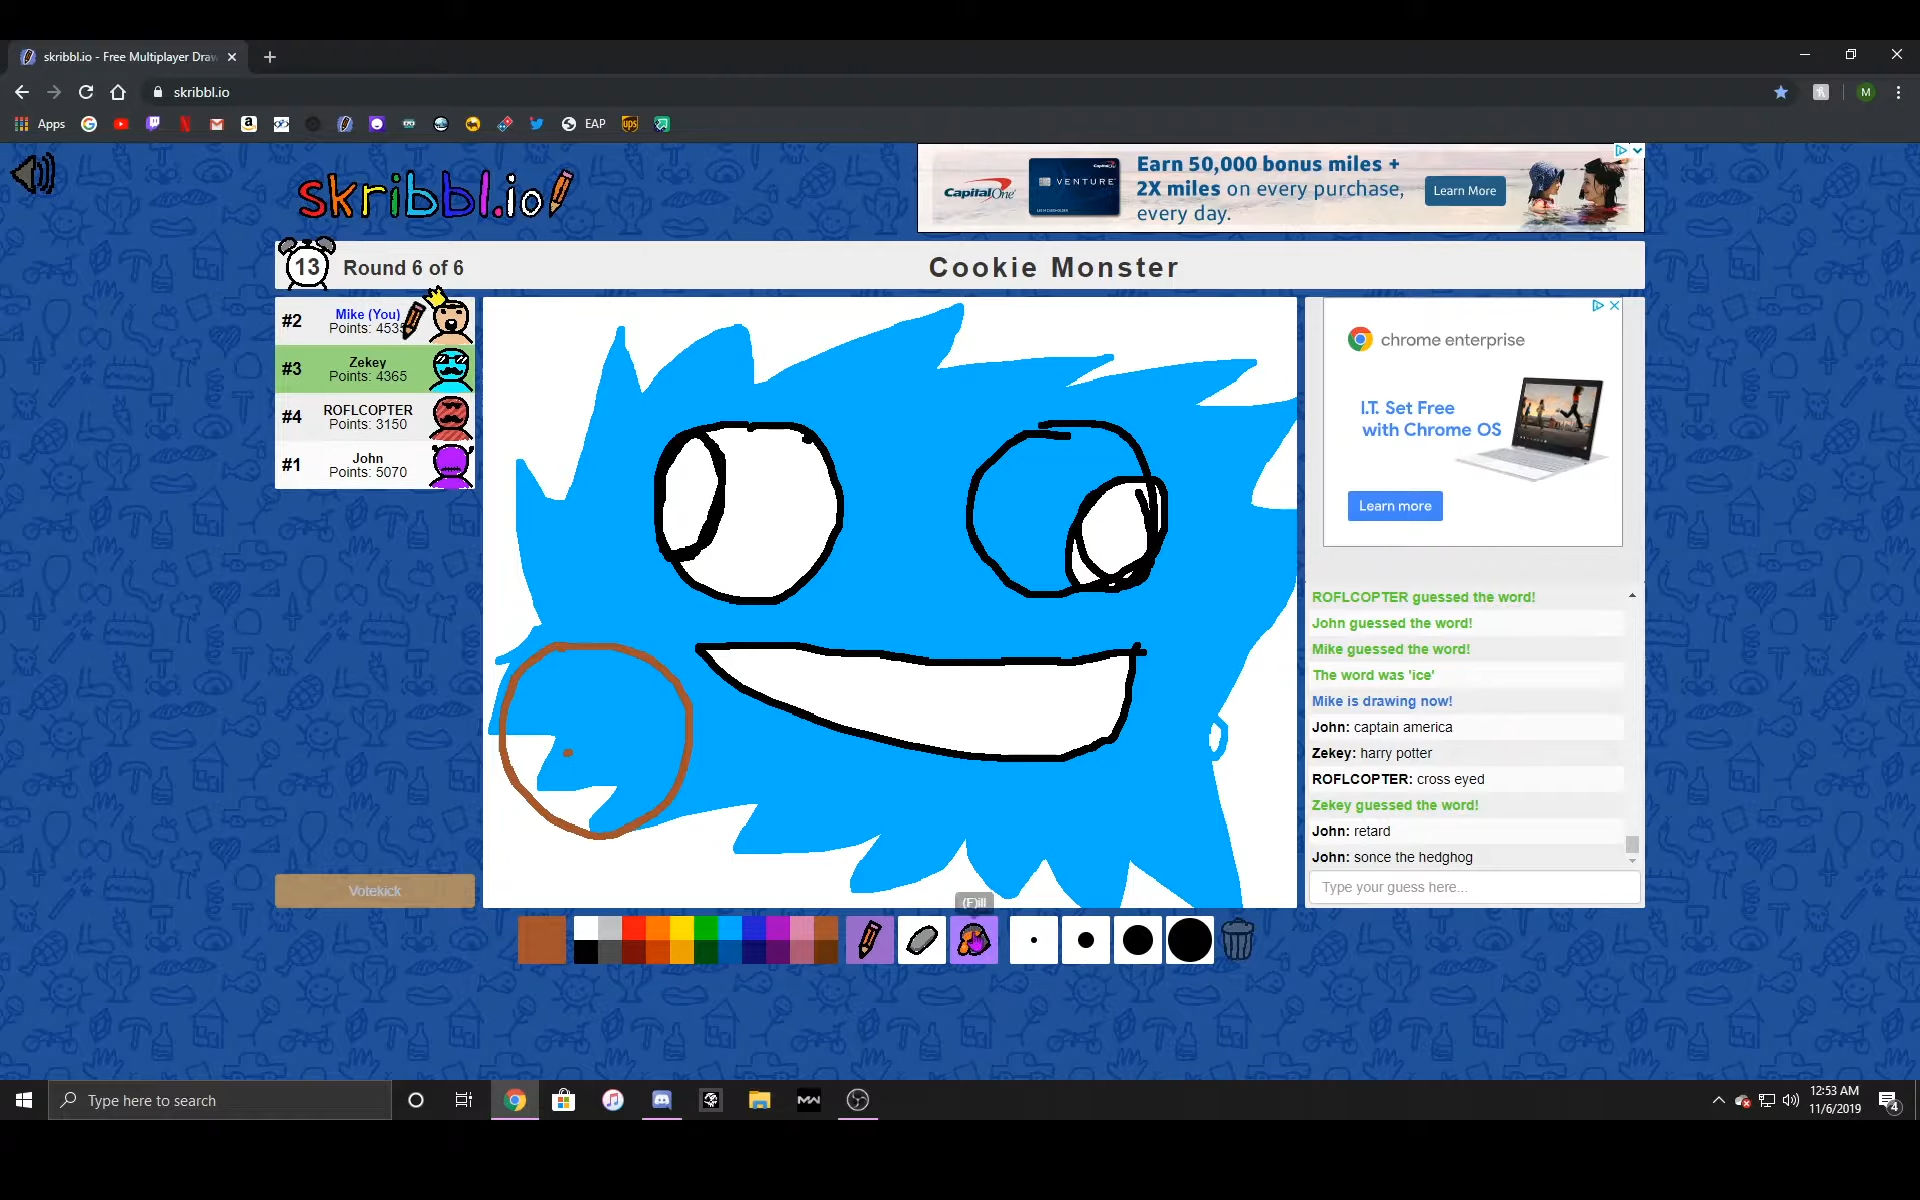 skribbl.io - Free Multiplayer Draw
skribbl.io
M
Apps
EAP
skribbl.io
Capital One
VENTURE
Earn 50,000 bonus miles +
2X miles on every purchase,
every day.
Learn More
13
Round 6 of 6
Cookie Monster
#2
Mike (You)
Points: 4535
#3
Zekey
Points: 4365
#4
ROFLCOPTER
Points: 3150
#1
John
Points: 5070
Votekick
chrome enterprise
I.T. Set Free
with Chrome OS
Learn more
ROFLCOPTER guessed the word!
John guessed the word!
Mike guessed the word!
The word was 'ice'
Mike is drawing now!
John: captain america
Zekey: harry potter
ROFLCOPTER: cross eyed
Zekey guessed the word!
John: retard
John: sonce the hedghog
Type your guess here...
(F)ill
Type here to search
12:53 AM
11/6/2019
4